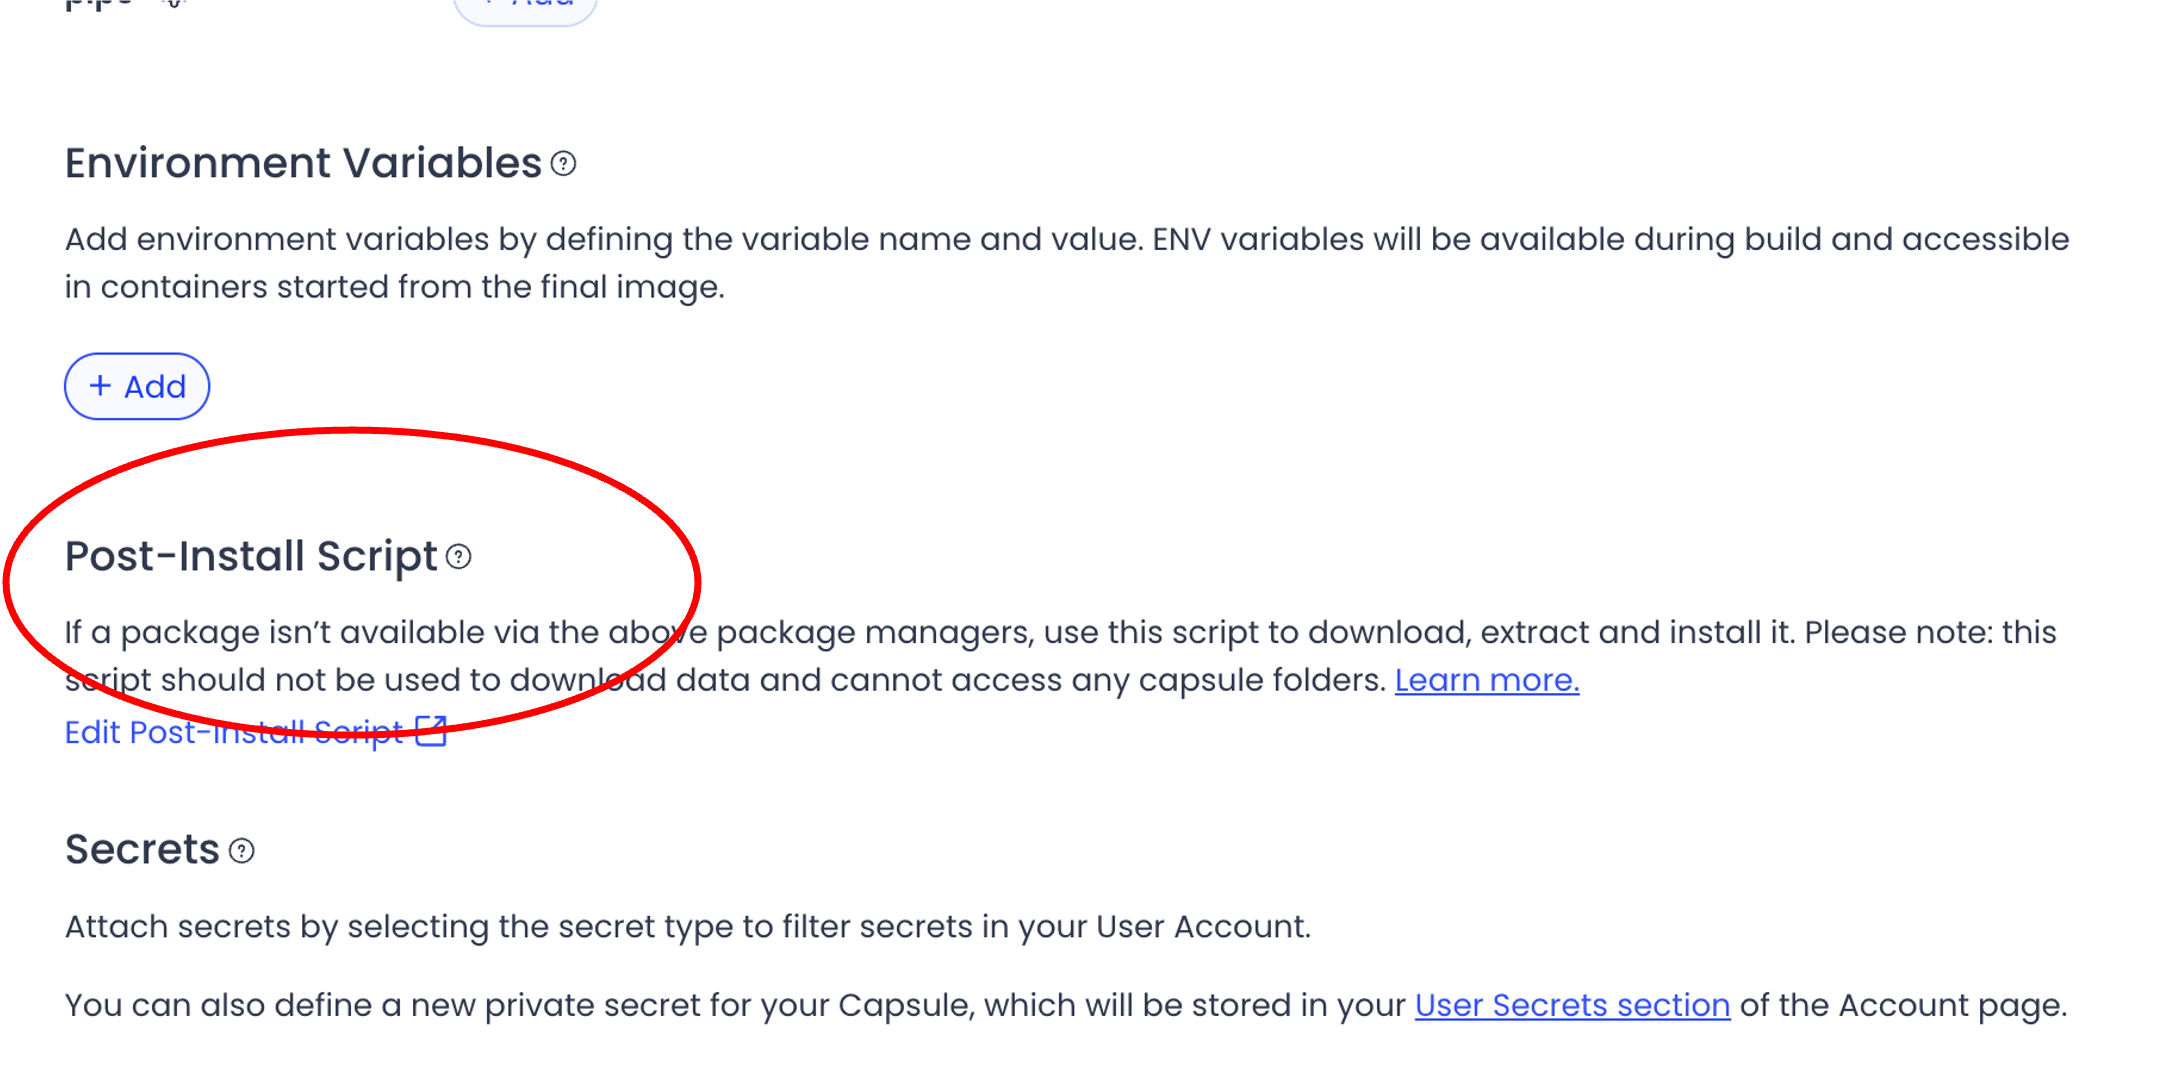 Environment Variables
Add environment variables by defining the variable name and value. ENV variables will be available during build and accessible
in containers started from the final image.
+ Add
Post-Install Script
If a package isn't available via the above package managers, use this script to download, extract and install it. Please note: this
script should not be used to download data and cannot access any capsule folders. Learn more.
Edit Post-Install Script
Secrets
Attach secrets by selecting the secret type to filter secrets in your User Account.
You can also define a new private secret for your Capsule, which will be stored in your User Secrets section of the Account page.